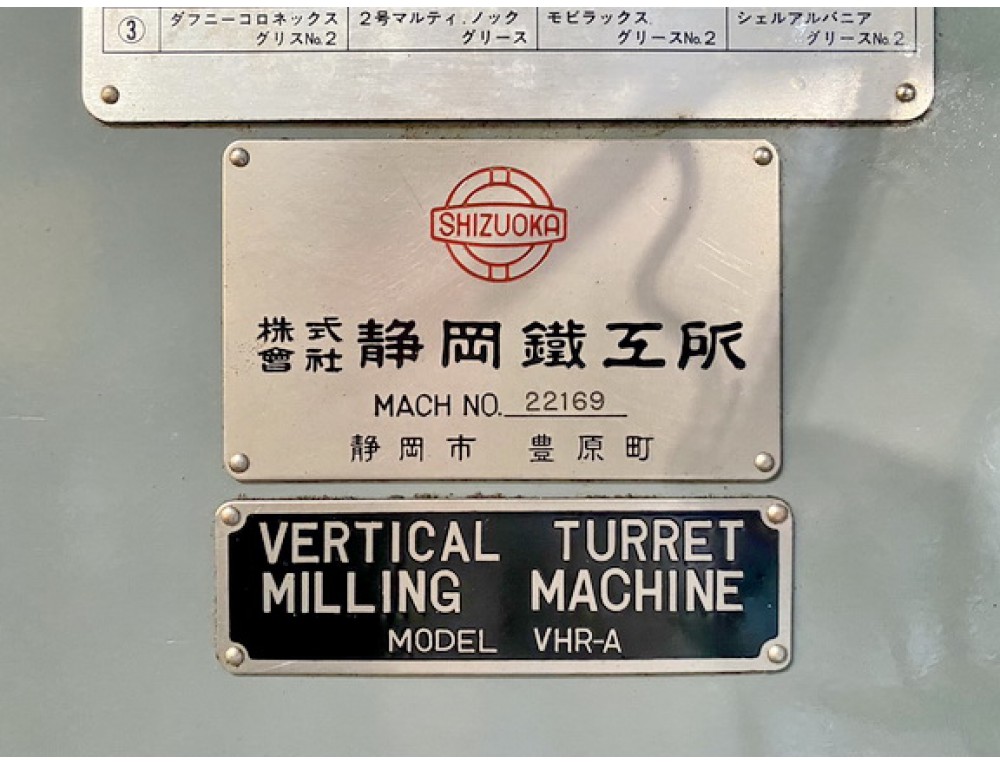 ③ ダフニーコロネックス 2号マルティ.ノック モビラックス. シェルアルバニア
グリスNo.2 グリース グリースNo.2 グリースNo.2
SHIZUOKA
株式會社 静岡鐵工所
MACH NO. 22169
静岡市 豊原町
VERTICAL TURRET
MILLING MACHINE
MODEL VHR-A